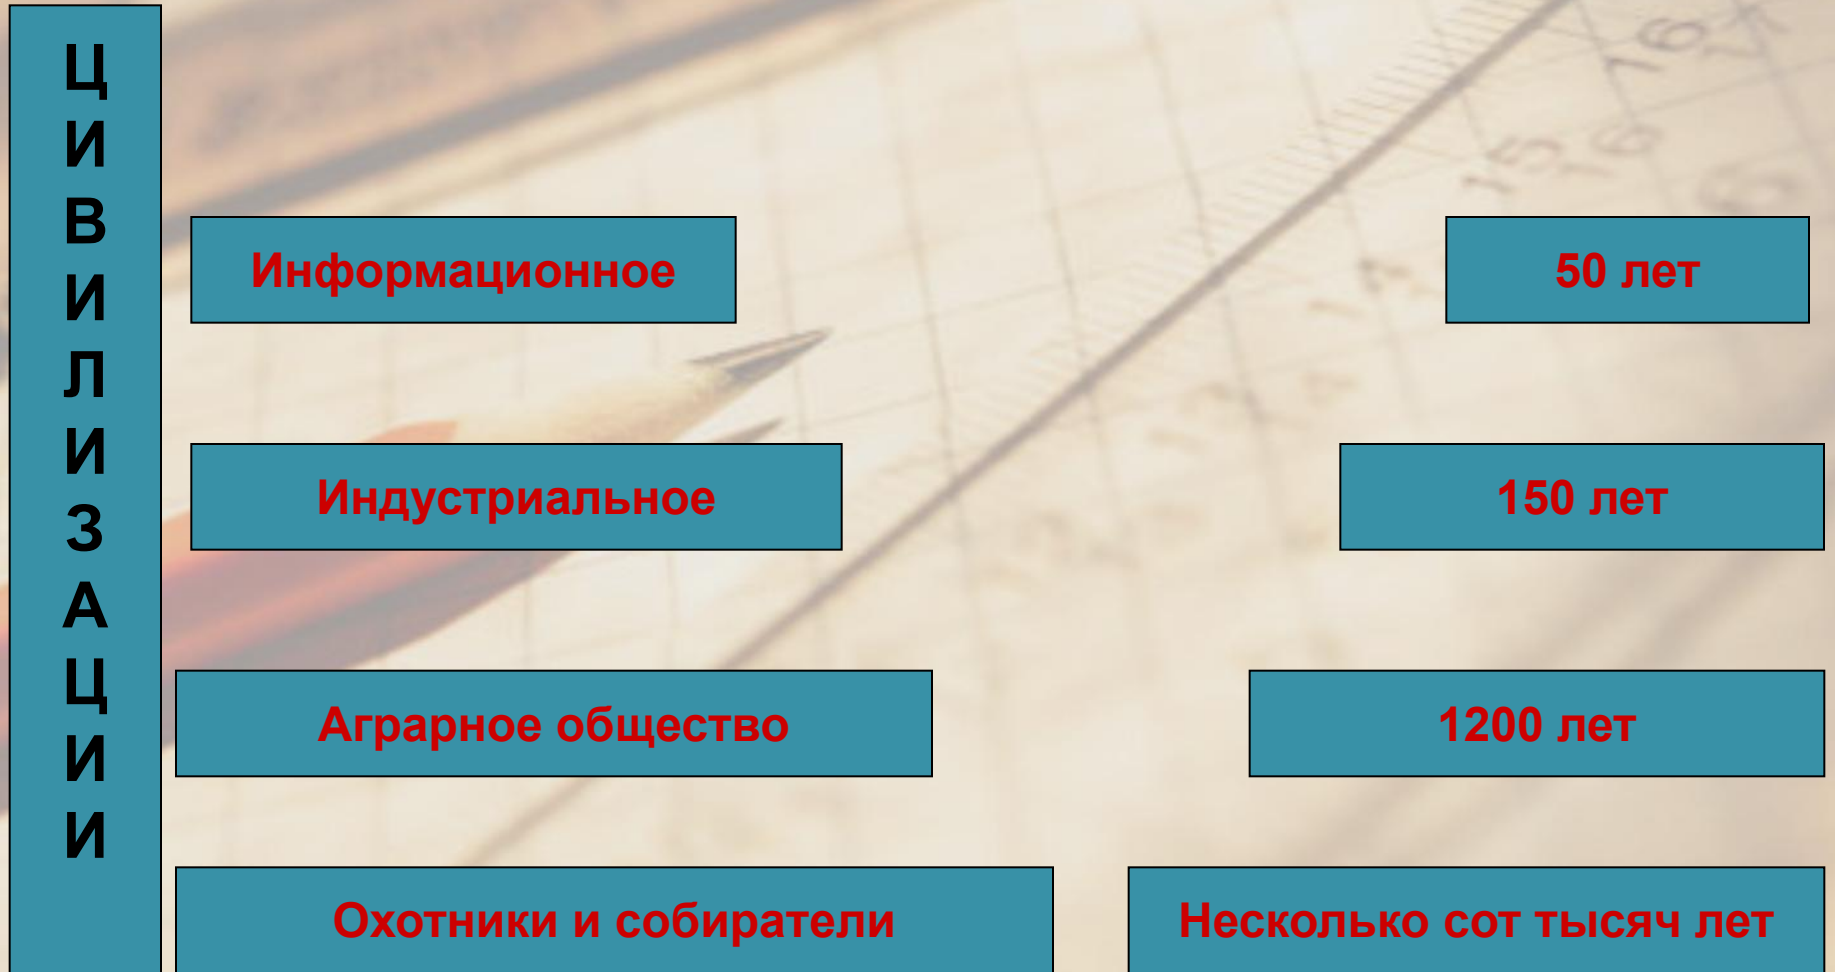 ЦИВИЛИЗАЦИИ
Информационное
50 лет
Индустриальное
150 лет
Аграрное общество
1200 лет
Охотники и собиратели
Несколько сот тысяч лет